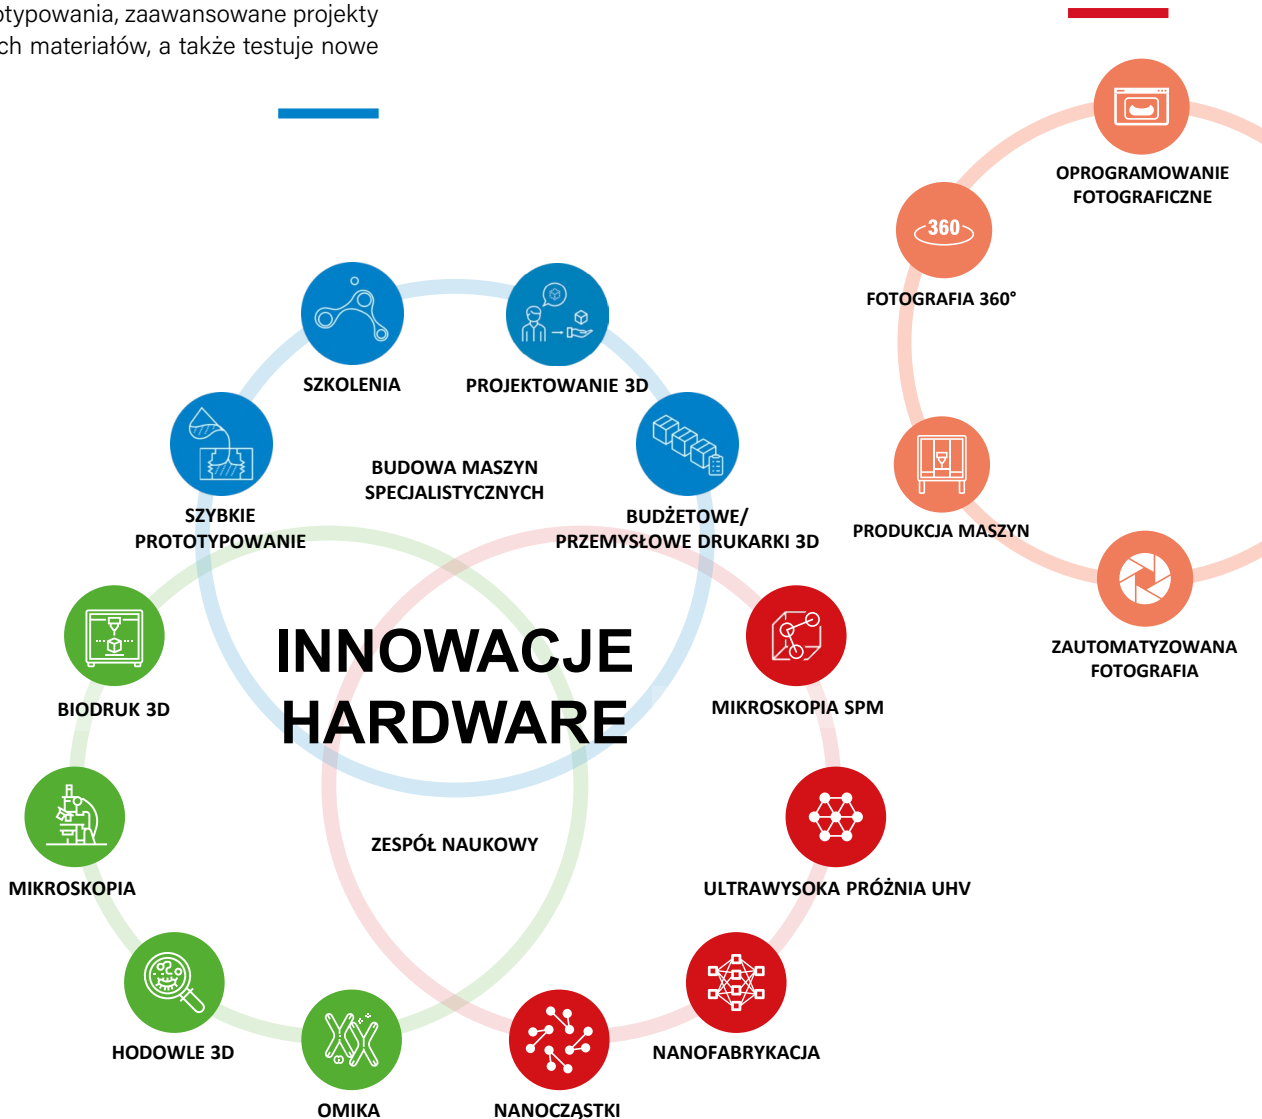 otypowania, zaawansowane projekty
ch materiałów, a także testuje nowe
OPROGRAMOWANIE
FOTOGRAFICZNE
360
FOTOGRAFIA 360°
SZKOLENIA
PROJEKTOWANIE 3D
BUDOWA MASZYN
SPECJALISTYCZNYCH
SZYBKIE
PROTOTYPOWANIE
BUDŻETOWE/
PRZEMYSŁOWE DRUKARKI 3D
PRODUKCJA MASZYN
ZAUTOMATYZOWANA
FOTOGRAFIA
INNOWACJE
HARDWARE
BIODRUK 3D
MIKROSKOPIA SPM
ZESPÓŁ NAUKOWY
MIKROSKOPIA
ULTRAWYSOKA PRÓŻNIA UHV
HODOWLE 3D
NANOFABRYKACJA
OMIKA
NANOCZĄSTKI